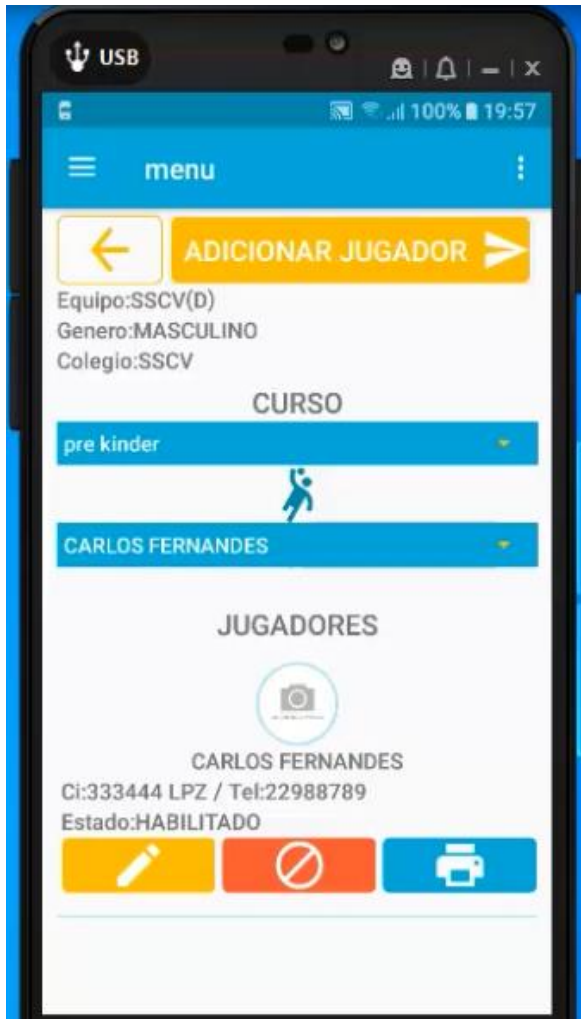 USB
100% 19:57
menu
ADICIONAR JUGADOR
Equipo:SSCV(D)
Genero:MASCULINO
Colegio:SSCV
CURSO
pre kinder
CARLOS FERNANDES
JUGADORES
CARLOS FERNANDES
Ci:333444 LPZ / Tel:22988789
Estado:HABILITADO